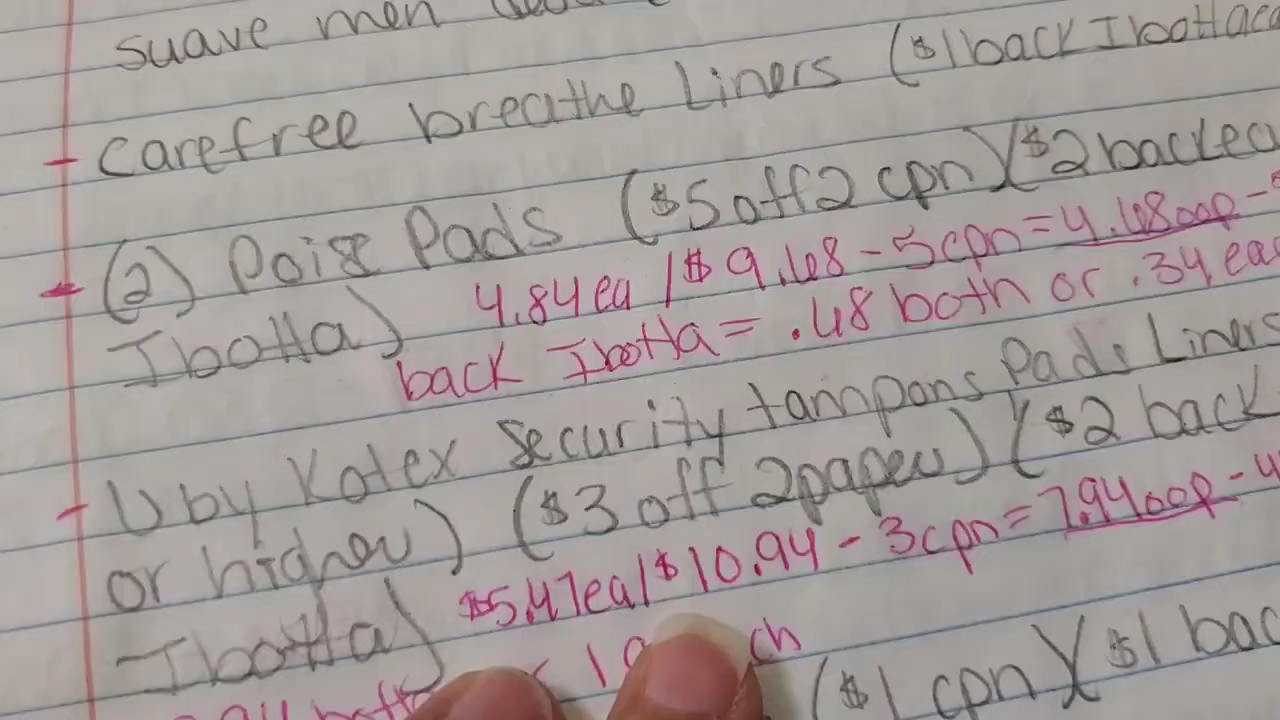 suave men
- Carefree breathe Liners ($1 back Ibotta
- (2) Poise Pads ($5 off 2 cpn)($2 back ea
Ibotta) 4.84 ea / $9.68 - 5 cpn = 4.68 oop -
back Ibotta = .68 both or .34 ea
- U by Kotex Security tampons Pads Liners
or higher) ($3 off 2 paper) ($2 back
Ibotta) $5.47 ea / $10.94 - 3 cpn = 7.94 oop - 4
($1 cpn)($1 bac